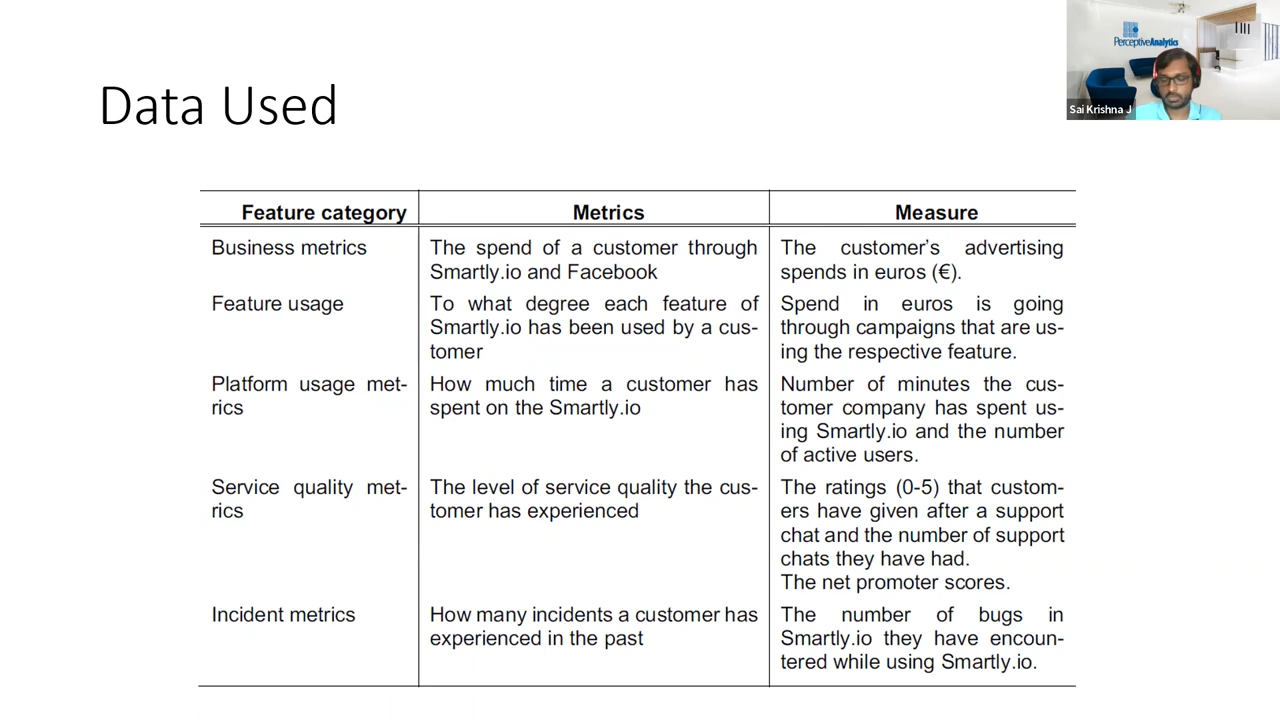 PerceptiveAnalytics
Sai Krishna J
Data Used
Feature category
Metrics
Measure
Business metrics
The spend of a customer through
Smartly.io and Facebook
The customer's advertising
spends in euros (€).
Feature usage
To what degree each feature of
Smartly.io has been used by a cus-
tomer
Spend in euros is going
through campaigns that are us-
ing the respective feature.
Platform usage met-
rics
How much time a customer has
spent on the Smartly.io
Number of minutes the cus-
tomer company has spent us-
ing Smartly.io and the number
of active users.
Service quality met-
rics
The level of service quality the cus-
tomer has experienced
The ratings (0-5) that custom-
ers have given after a support
chat and the number of support
chats they have had.
The net promoter scores.
Incident metrics
How many incidents a customer has
experienced in the past
The number of bugs in
Smartly.io they have encoun-
tered while using Smartly.io.